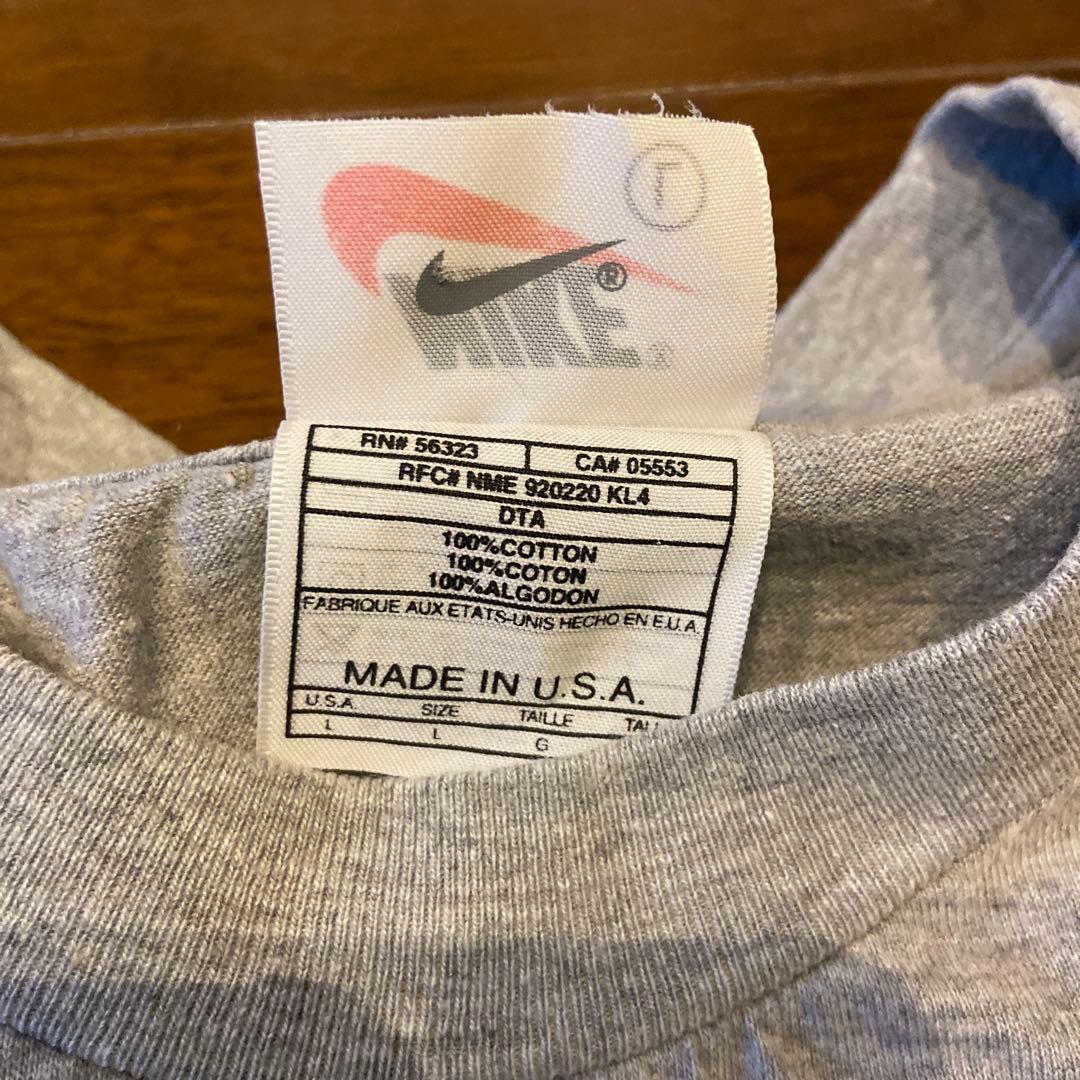 T
®
NIKE®
RN# 56323 CA# 05553
RFC# NME 920220 KL4
DTA
100%COTTON
100%COTON
100%ALGODON
FABRIQUE AUX ETATS-UNIS HECHO EN E.U.A.
MADE IN U.S.A.
U.S.A. SIZE TAILLE
L L G